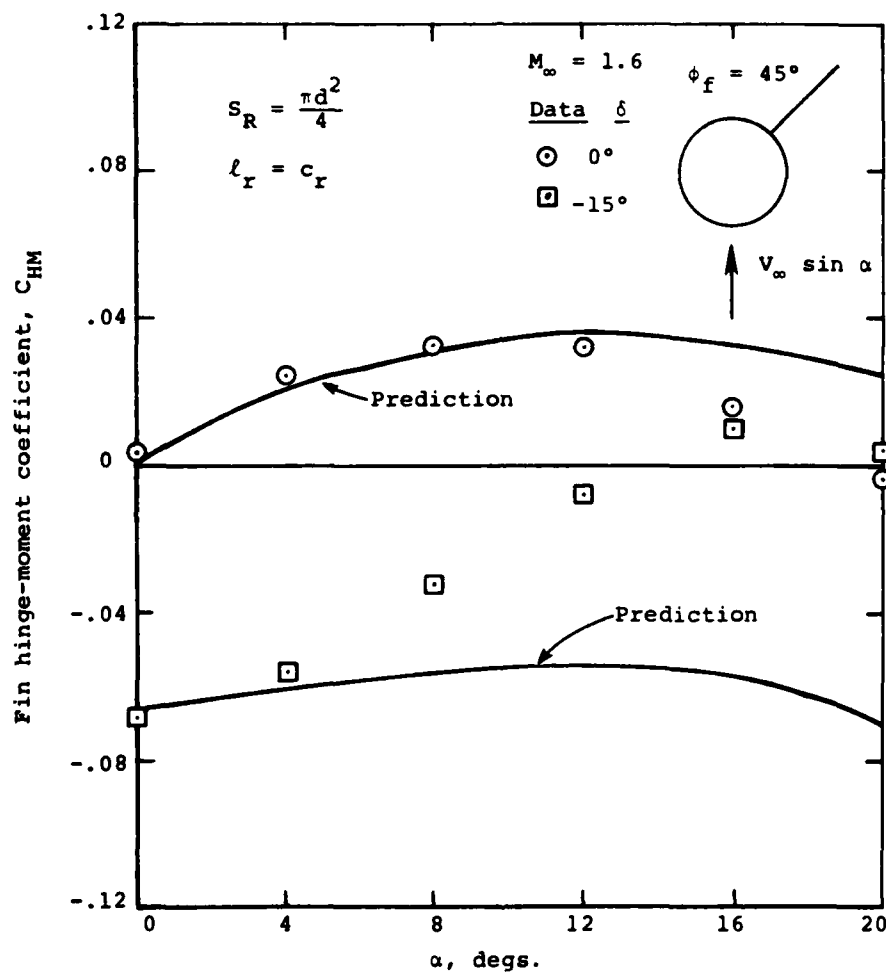 .12
.08
.04
0
-.04
-.08
-.12
Fin hinge-moment coefficient, C_HM
S_R = πd²/4
ℓ_r = c_r
M_∞ = 1.6
Data δ
⊙ 0°
⊡ -15°
ϕ_f = 45°
V_∞ sin α
Prediction
Prediction
0 4 8 12 16 20
α, degs.